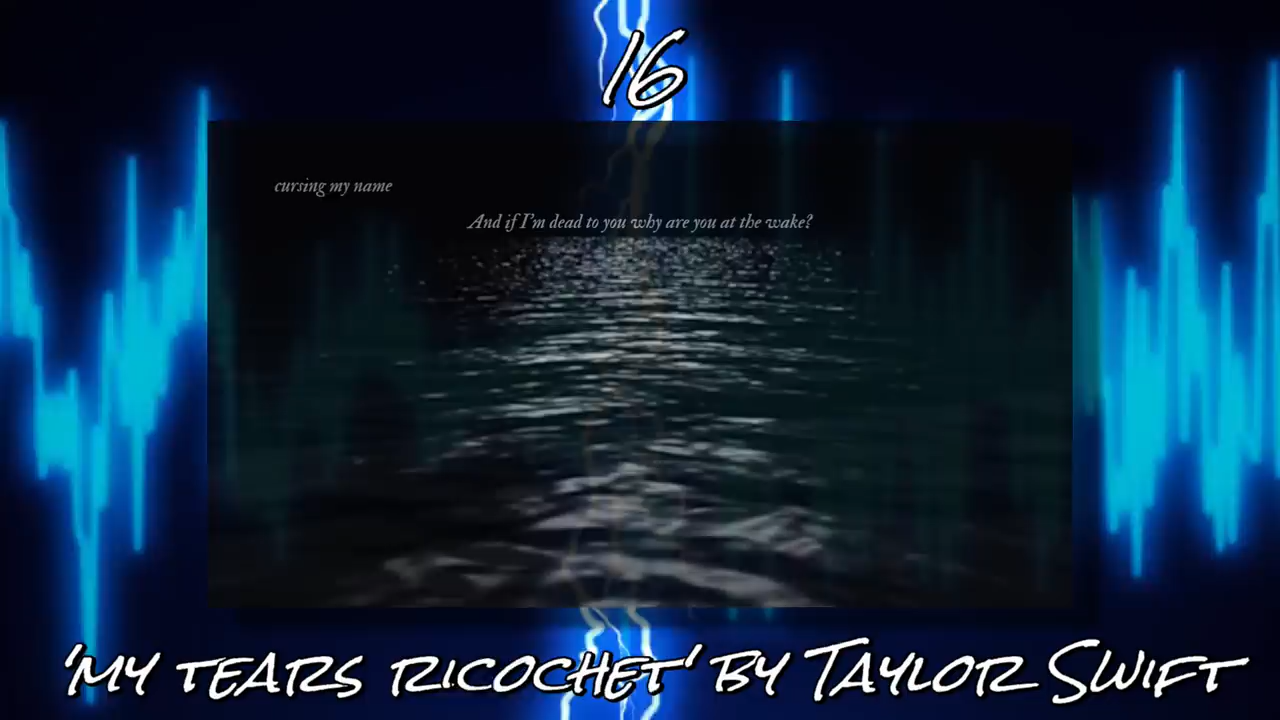 16
cursing my name
And if I'm dead to you why are you at the wake?
'my tears ricochet' by Taylor Swift